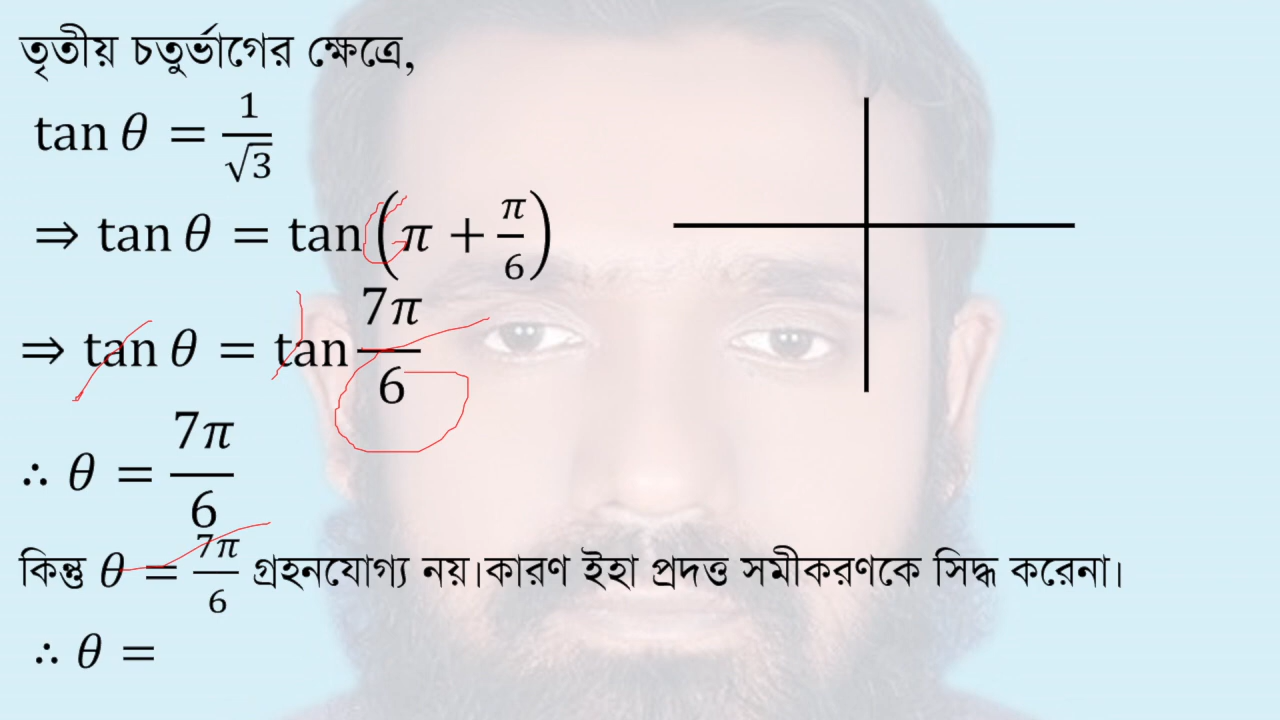 তৃতীয় চতুর্ভাগের ক্ষেত্রে,
tan θ = 1/√3
⇒ tan θ = tan(π + π/6)
⇒ tan θ = tan 7π/6
∴ θ = 7π/6
কিন্তু θ = 7π/6 গ্রহনযোগ্য নয়।কারণ ইহা প্রদত্ত সমীকরণকে সিদ্ধ করেনা।
∴ θ =